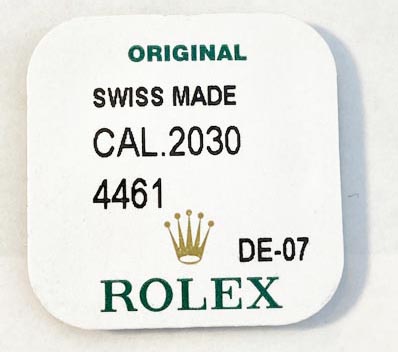 ORIGINAL
SWISS MADE
CAL.2030
4461
DE-07
ROLEX